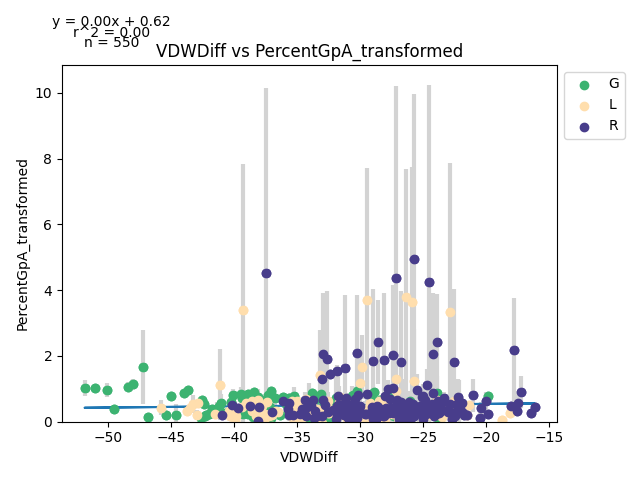 y = 0.00x + 0.62
r^2 = 0.00
n = 550
VDWDiff vs PercentGpA_transformed
10
8
6
4
2
0
PercentGpA_transformed
−50
−45
−40
−35
−30
−25
−20
−15
VDWDiff
G
L
R